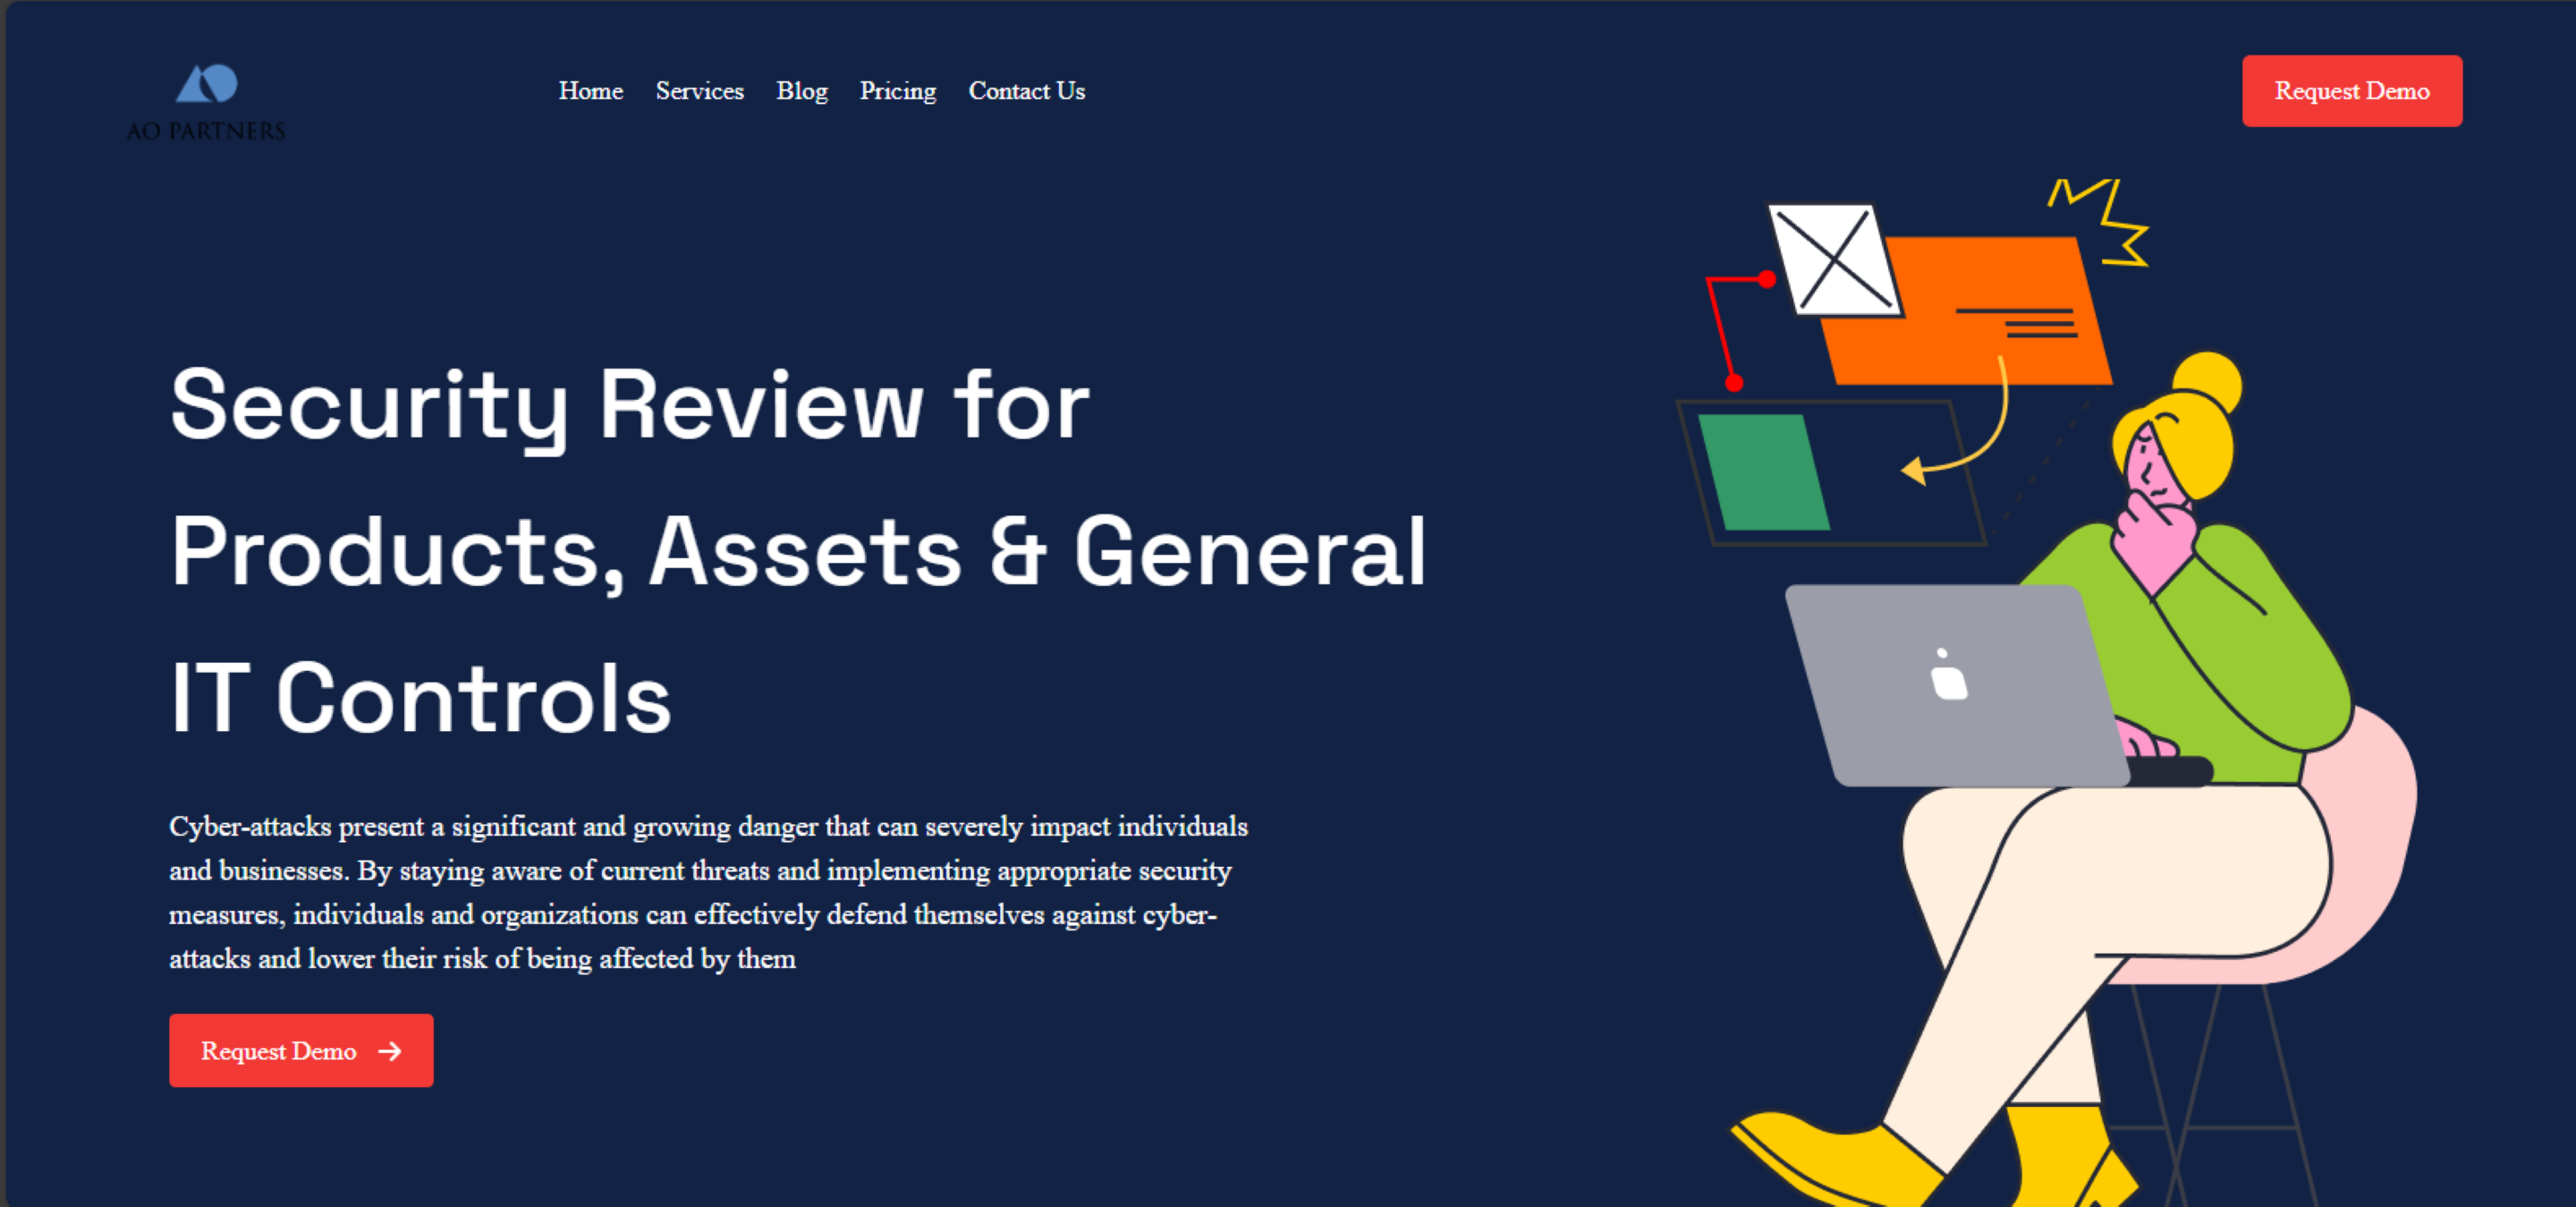 AO PARTNERS
Home Services Blog Pricing Contact Us
Request Demo
Security Review for
Products, Assets & General
IT Controls
Cyber-attacks present a significant and growing danger that can severely impact individuals
and businesses. By staying aware of current threats and implementing appropriate security
measures, individuals and organizations can effectively defend themselves against cyber-
attacks and lower their risk of being affected by them
Request Demo →